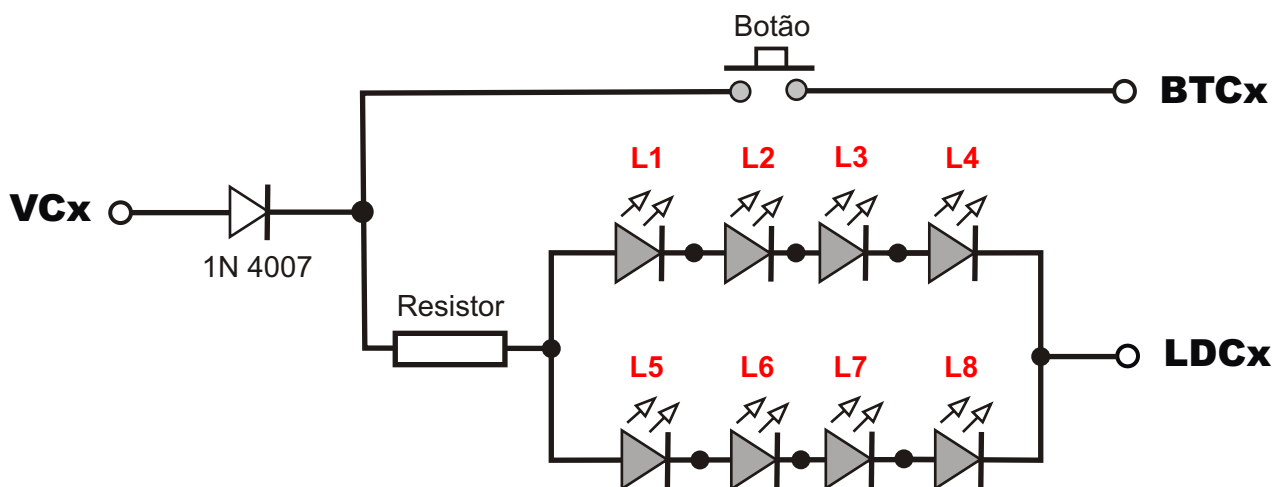 Botão
BTCx
L1 L2 L3 L4
VCx
1N 4007
Resistor
LDCx
L5 L6 L7 L8